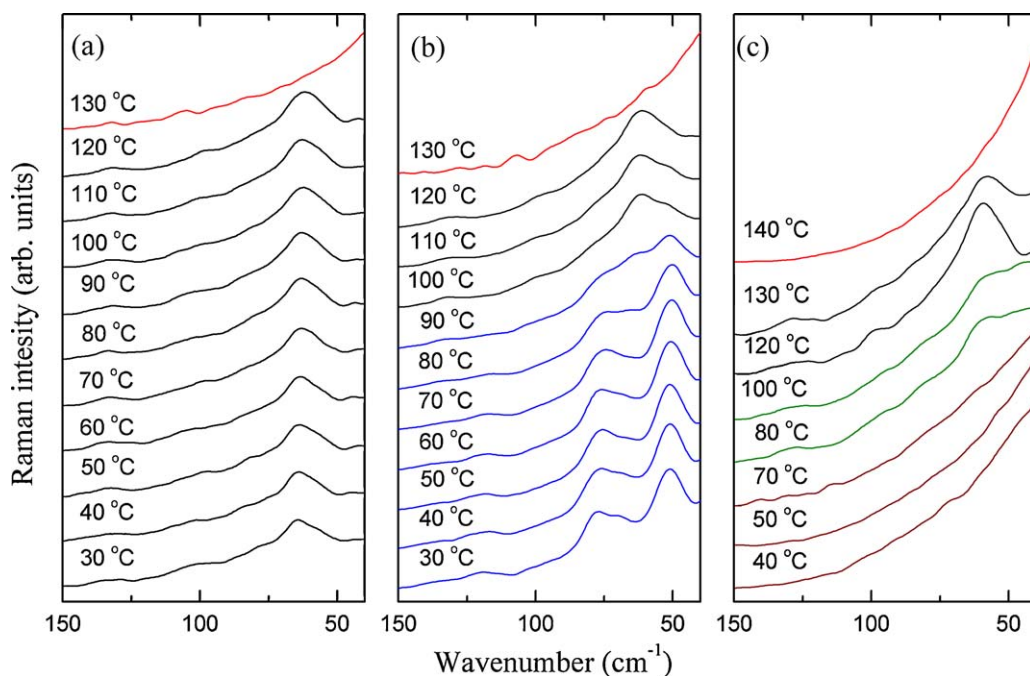 (a)
130 °C
120 °C
110 °C
100 °C
90 °C
80 °C
70 °C
60 °C
50 °C
40 °C
30 °C
(b)
130 °C
120 °C
110 °C
100 °C
90 °C
80 °C
70 °C
60 °C
50 °C
40 °C
30 °C
(c)
140 °C
130 °C
120 °C
100 °C
80 °C
70 °C
50 °C
40 °C
Raman intesity (arb. units)
150 100 50 150 100 50 150 100 50
Wavenumber (cm⁻¹)